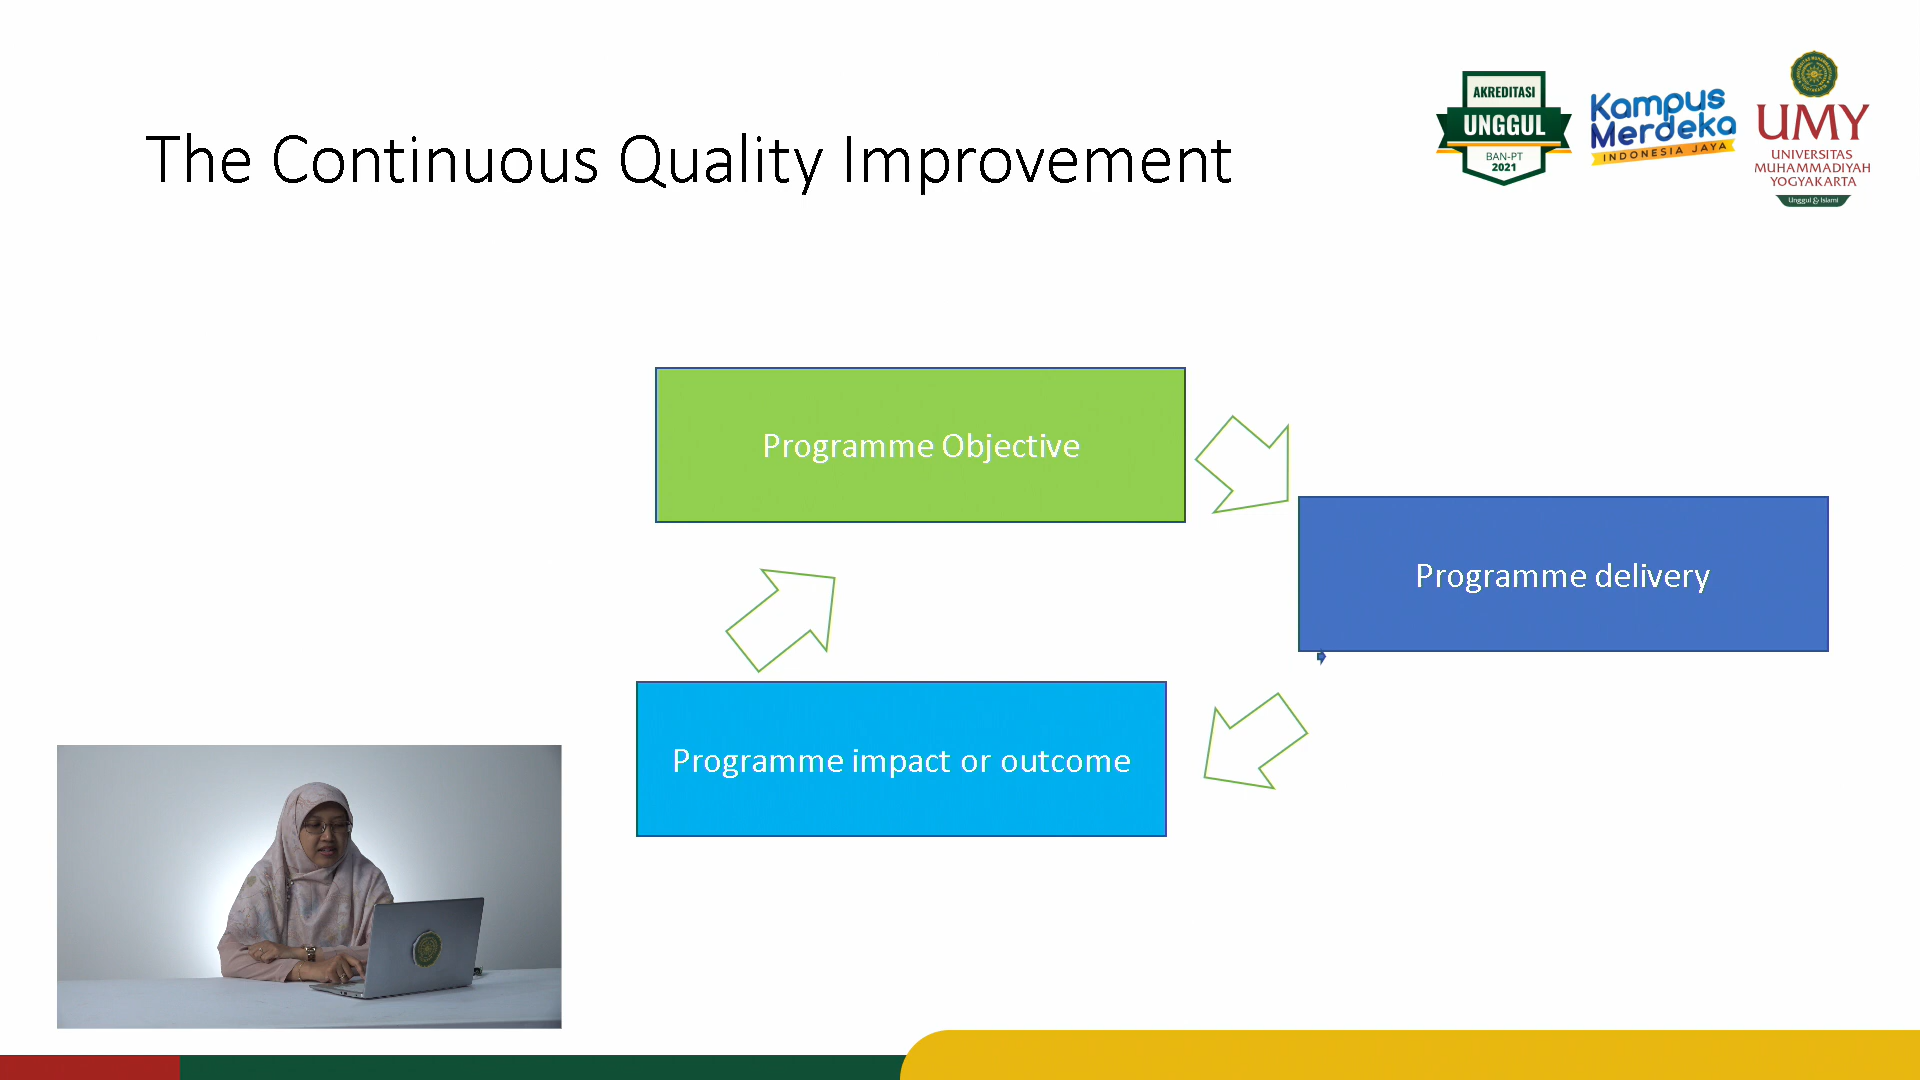 The Continuous Quality Improvement
AKREDITASI
UNGGUL
BAN-PT
2021
Kampus
Merdeka
INDONESIA JAYA
UMY
UNIVERSITAS
MUHAMMADIYAH
YOGYAKARTA
Unggul & Islami
Programme Objective
Programme delivery
Programme impact or outcome